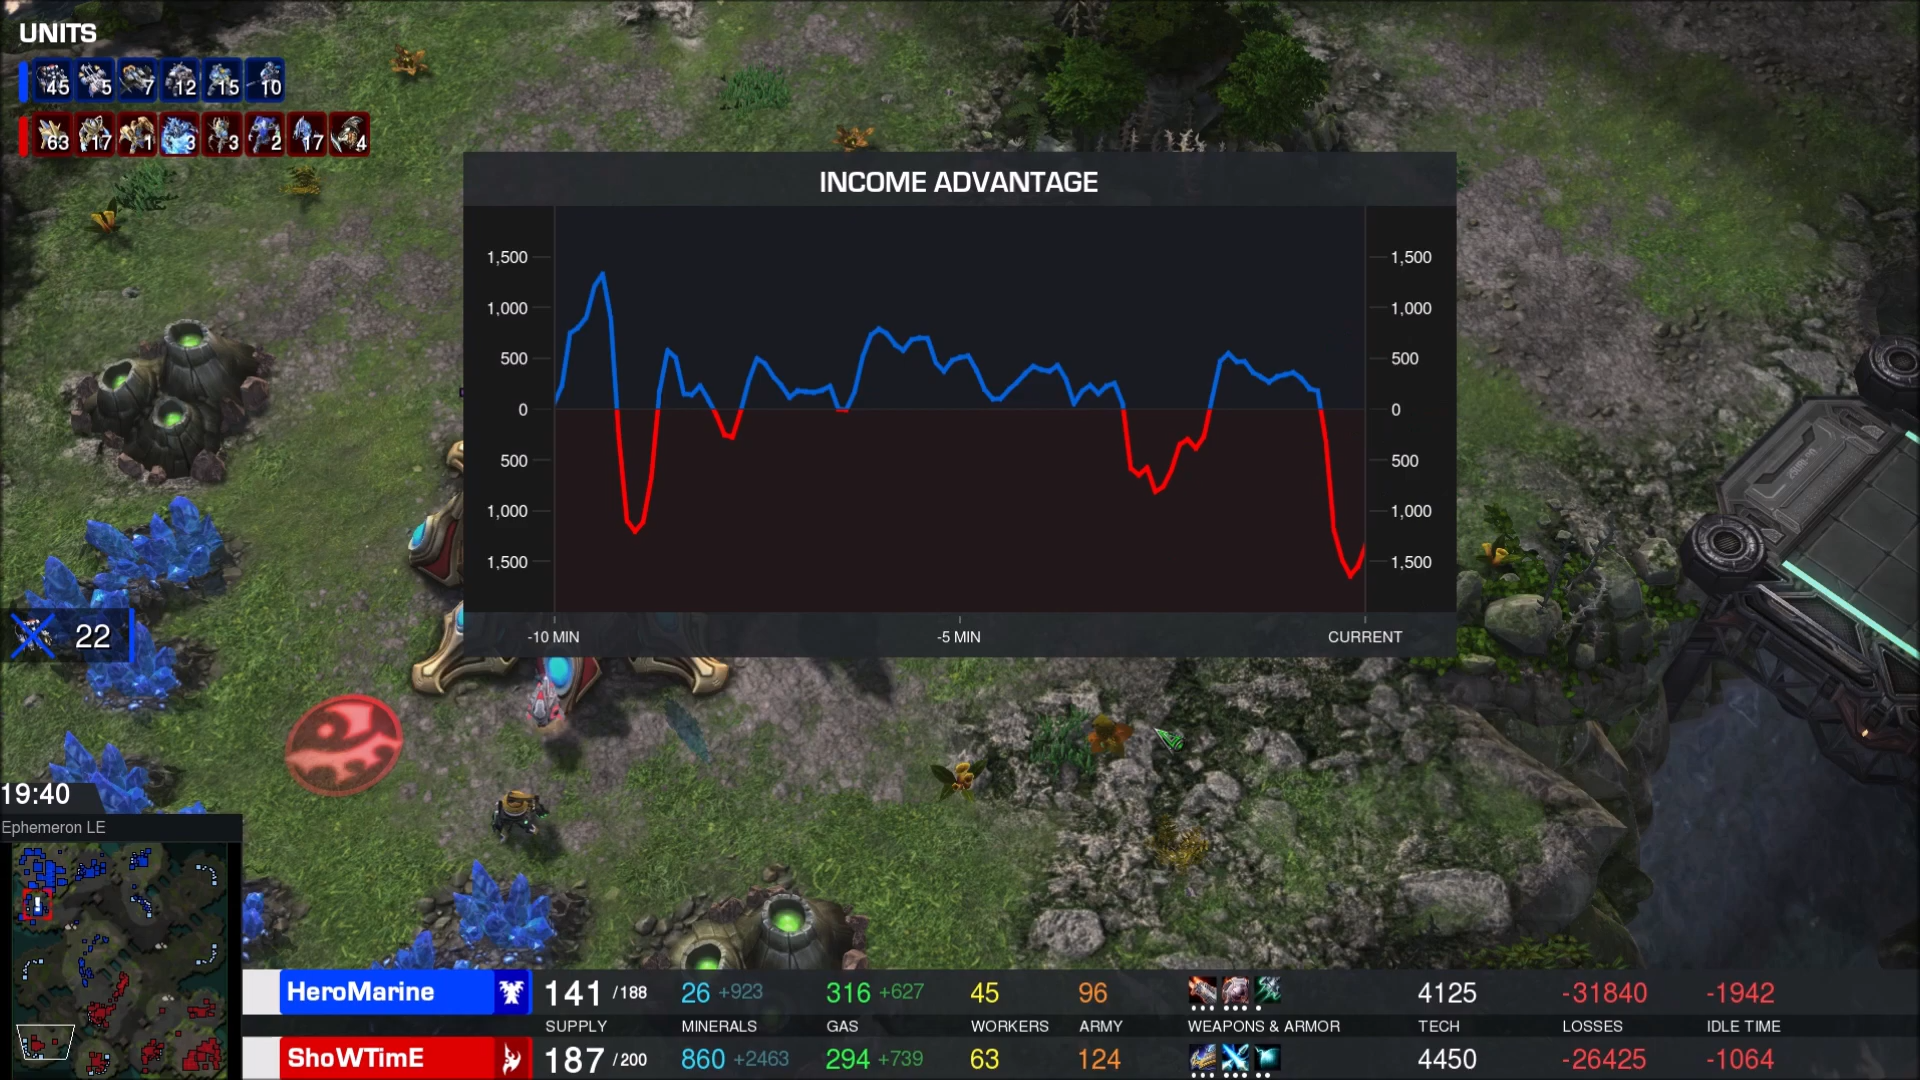 UNITS
45 5 7 12 15 10
63 17 1 3 3 2 17 4
INCOME ADVANTAGE
1,500 1,500
1,000 1,000
500 500
0 0
500 500
1,000 1,000
1,500 1,500
-10 MIN -5 MIN CURRENT
22
19:40
Ephemeron LE
HeroMarine 141 /188 26 +923 316 +627 45 96 4125 -31840 -1942
SUPPLY MINERALS GAS WORKERS ARMY WEAPONS & ARMOR TECH LOSSES IDLE TIME
ShoWTimE 187 /200 860 +2463 294 +739 63 124 4450 -26425 -1064